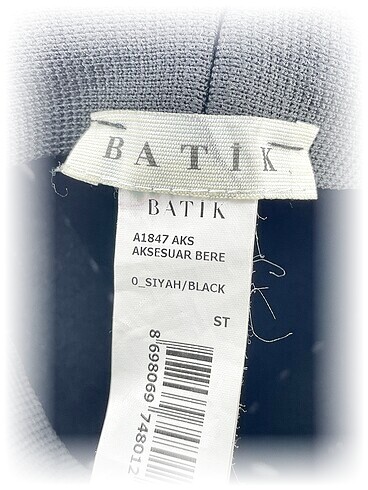 BATİK
BATIK
A1847 AKS
AKSESUAR BERE
0_SIYAH/BLACK
ST
8 698069 748012